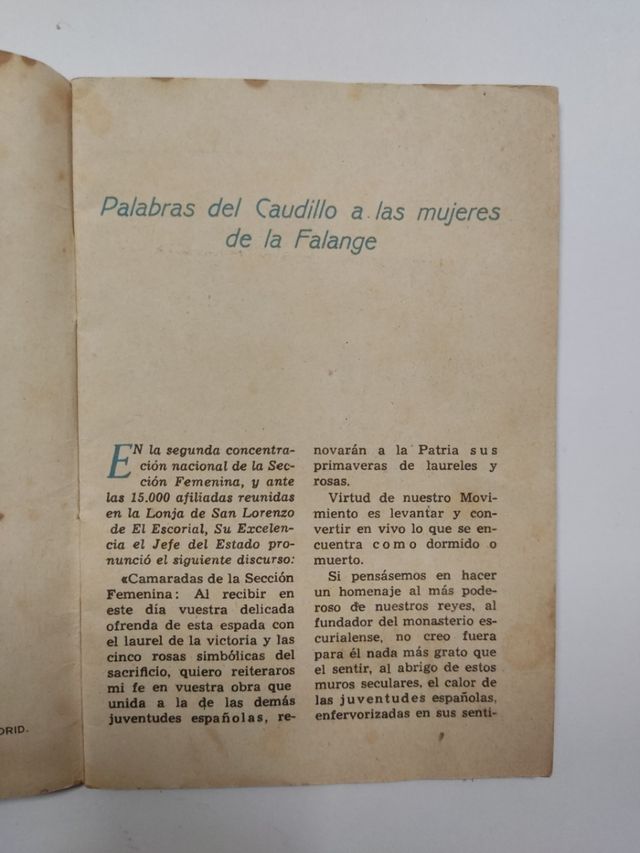 Palabras del Caudillo a las mujeres
de la Falange
EN la segunda concentra-
ción nacional de la Sec-
ción Femenina, y ante
las 15.000 afiliadas reunidas
en la Lonja de San Lorenzo
de El Escorial, Su Excelen-
cia el Jefe del Estado pro-
nunció el siguiente discurso:
«Camaradas de la Sección
Femenina: Al recibir en
este día vuestra delicada
ofrenda de esta espada con
el laurel de la victoria y las
cinco rosas simbólicas del
sacrificio, quiero reiteraros
mi fe en vuestra obra que
unida a la de las demás
juventudes españolas, re-
novarán a la Patria sus
primaveras de laureles y
rosas.
Virtud de nuestro Movi-
miento es levantar y con-
vertir en vivo lo que se en-
cuentra como dormido o
muerto.
Si pensásemos en hacer
un homenaje al más pode-
roso de nuestros reyes, al
fundador del monasterio es-
curialense, no creo fuera
para él nada más grato que
el sentir, al abrigo de estos
muros seculares, el calor de
las juventudes españolas,
enfervorizadas en sus senti-
DRID.